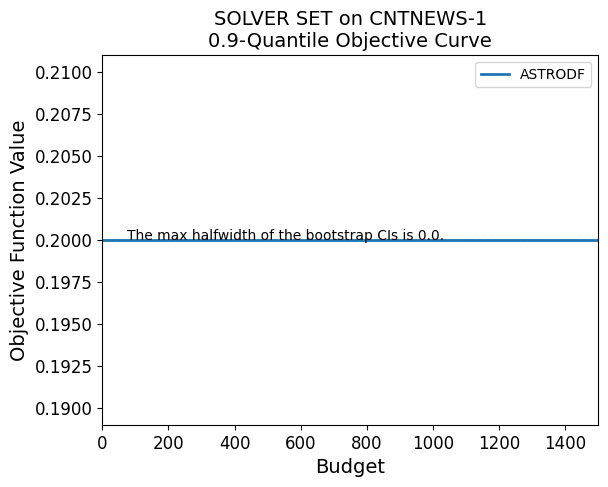 SOLVER SET on CNTNEWS-1
0.9-Quantile Objective Curve
ASTRODF
0.2100
0.2075
0.2050
0.2025
0.2000
0.1975
0.1950
0.1925
0.1900
Objective Function Value
The max halfwidth of the bootstrap CIs is 0.0.
0 200 400 600 800 1000 1200 1400
Budget